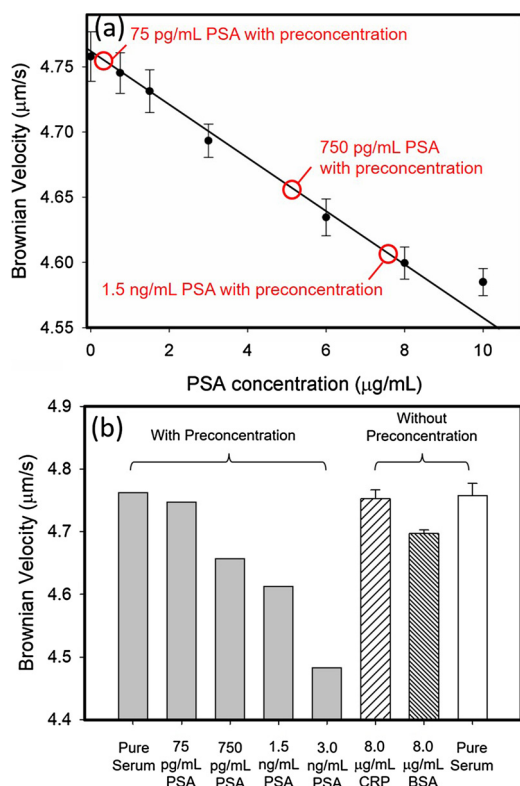 (a)
75 pg/mL PSA with preconcentration
750 pg/mL PSA
with preconcentration
1.5 ng/mL PSA with preconcentration
Brownian Velocity (μm/s)
4.75
4.70
4.65
4.60
4.55
0 2 4 6 8 10
PSA concentration (μg/mL)
(b)
With Preconcentration
Without
Preconcentration
Brownian Velocity (μm/s)
4.9
4.8
4.7
4.6
4.5
4.4
Pure 75 750 1.5 3.0 8.0 8.0 Pure Serum
Serum pg/mL pg/mL ng/mL PSA ng/mL PSA μg/mL CRP μg/mL BSA
PSA PSA